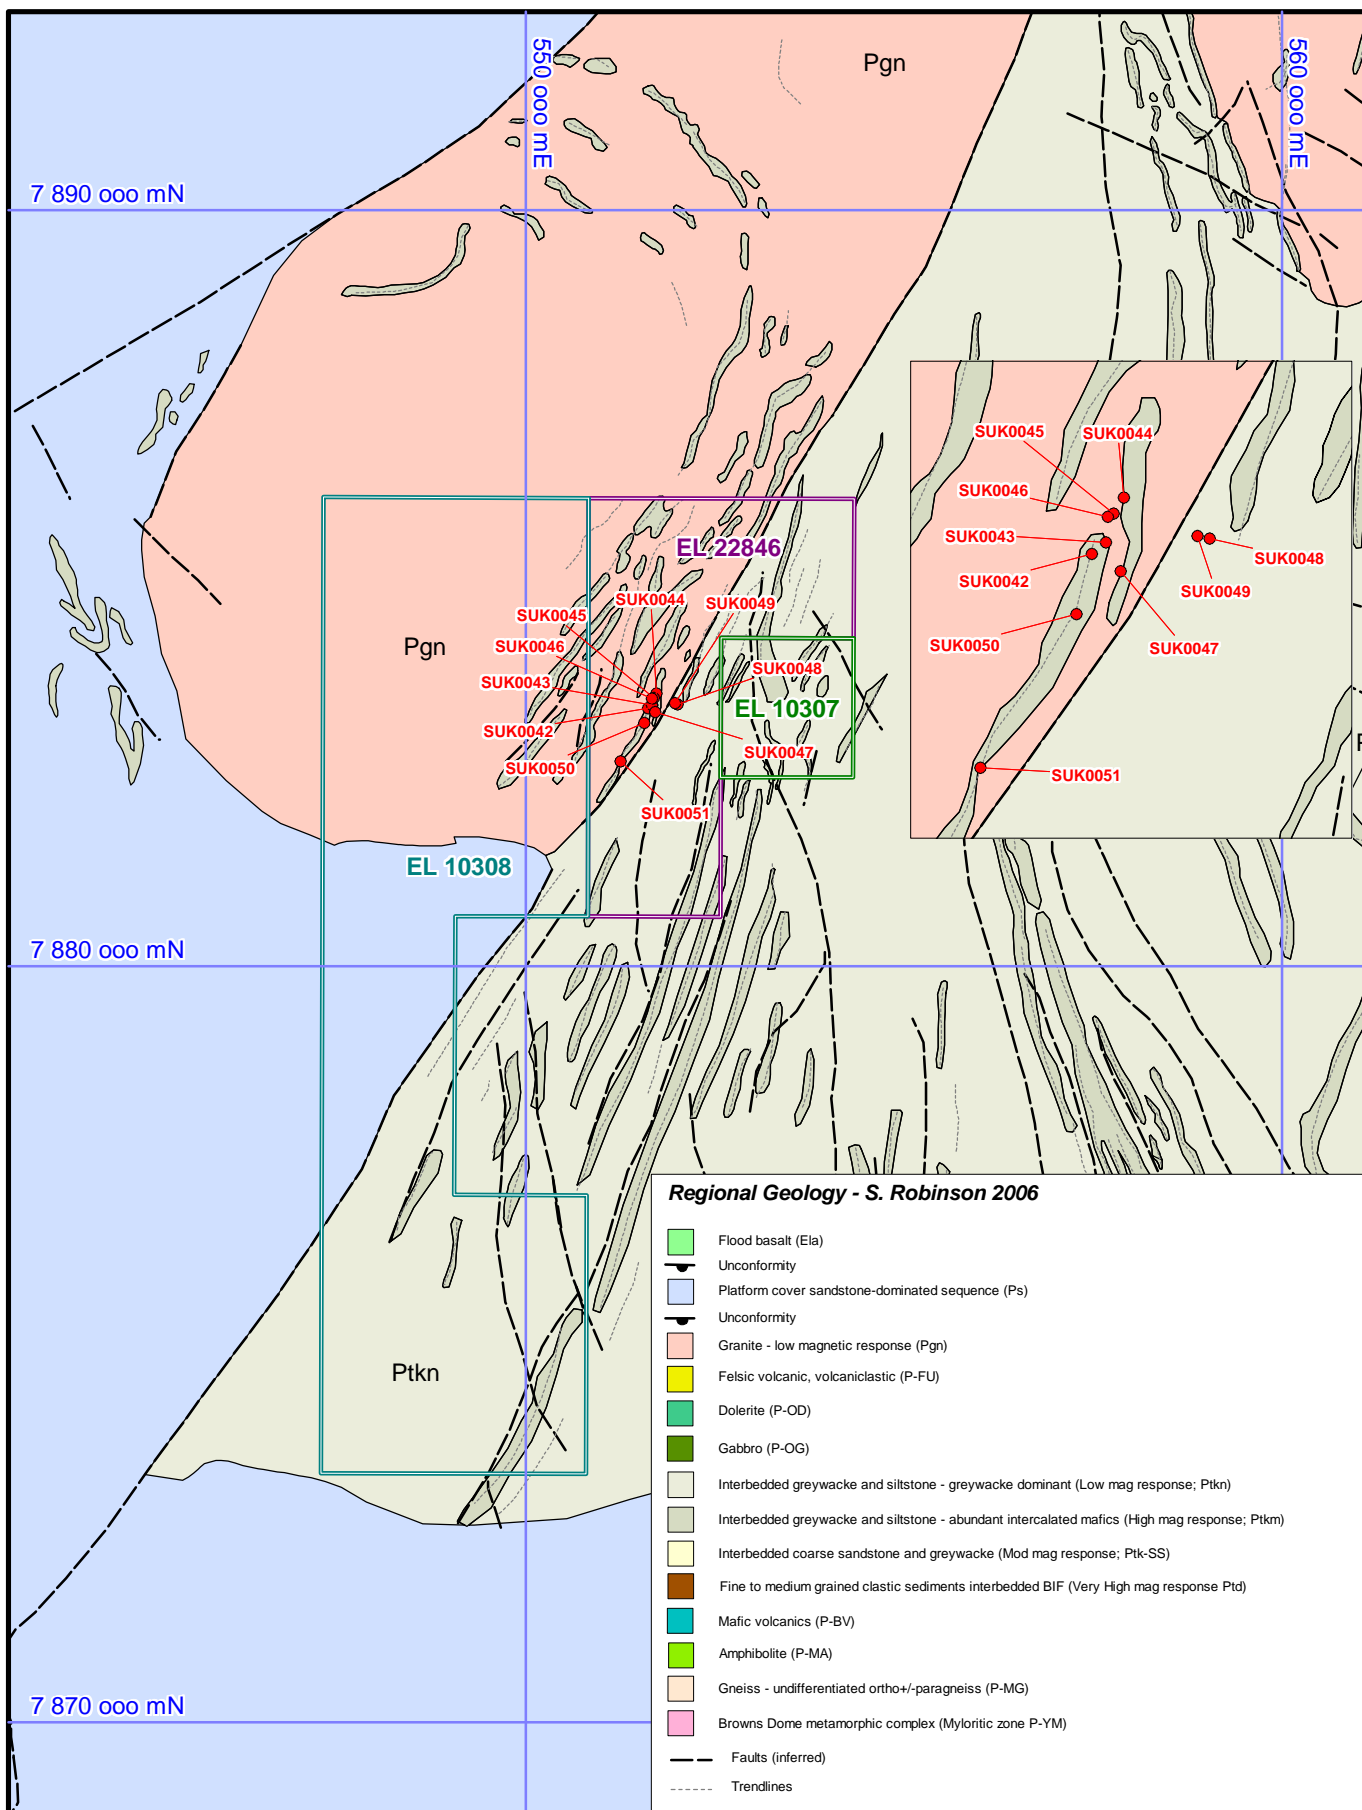 Pgn
550 ooo mE
560 ooo mE
7 890 ooo mN
SUK0045
SUK0044
SUK0046
SUK0043
SUK0042
SUK0048
SUK0049
SUK0050
SUK0047
SUK0051
EL 22846
SUK0044
SUK0049
SUK0045
SUK0046
Pgn
SUK0048
SUK0043
EL 10307
SUK0042
SUK0047
SUK0050
SUK0051
EL 10308
7 880 ooo mN
Ptkn
7 870 ooo mN
Regional Geology - S. Robinson 2006
Flood basalt (Ela)
Unconformity
Platform cover sandstone-dominated sequence (Ps)
Unconformity
Granite - low magnetic response (Pgn)
Felsic volcanic, volcaniclastic (P-FU)
Dolerite (P-OD)
Gabbro (P-OG)
Interbedded greywacke and siltstone - greywacke dominant (Low mag response; Ptkn)
Interbedded greywacke and siltstone - abundant intercalated mafics (High mag response; Ptkm)
Interbedded coarse sandstone and greywacke (Mod mag response; Ptk-SS)
Fine to medium grained clastic sediments interbedded BIF (Very High mag response Ptd)
Mafic volcanics (P-BV)
Amphibolite (P-MA)
Gneiss - undifferentiated ortho+/-paragneiss (P-MG)
Browns Dome metamorphic complex (Myloritic zone P-YM)
Faults (inferred)
Trendlines